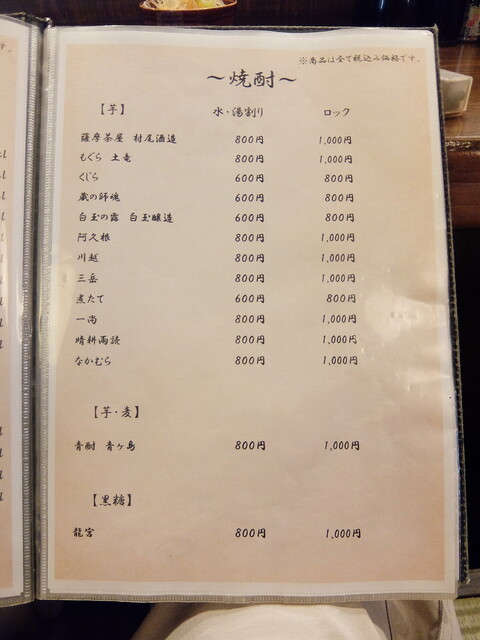 ※商品は全て税込み価格です。
～焼酎～
【芋】 水・湯割り ロック
薩摩茶屋 村尾酒造 800円 1,000円
もぐら 土竜 800円 1,000円
くじら 600円 800円
蔵の師魂 600円 800円
白玉の露 白玉醸造 600円 800円
阿久根 800円 1,000円
川越 800円 1,000円
三岳 800円 1,000円
煮たて 600円 800円
一尚 800円 1,000円
晴耕雨読 800円 1,000円
なかむら 800円 1,000円
【芋・麦】
青酎 青ヶ島 800円 1,000円
【黒糖】
龍宮 800円 1,000円